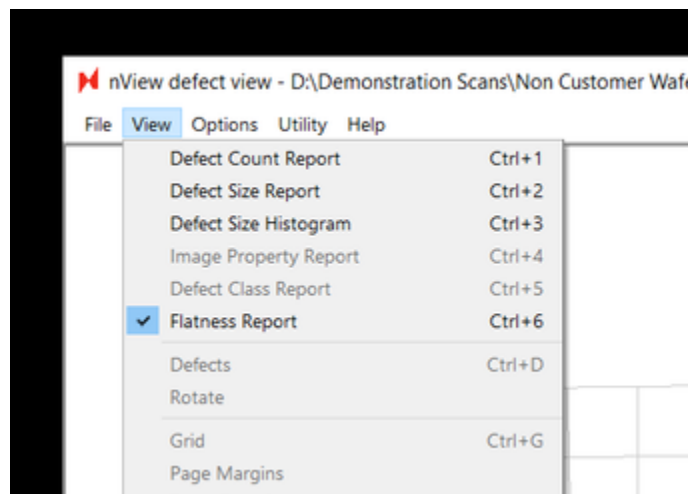 nView defect view - D:\Demonstration Scans\Non Customer
File View Options Utility Help
Defect Count Report Ctrl+1
Defect Size Report Ctrl+2
Defect Size Histogram Ctrl+3
Image Property Report Ctrl+4
Defect Class Report Ctrl+5
Flatness Report Ctrl+6
Defects Ctrl+D
Rotate
Grid Ctrl+G
Page Margins